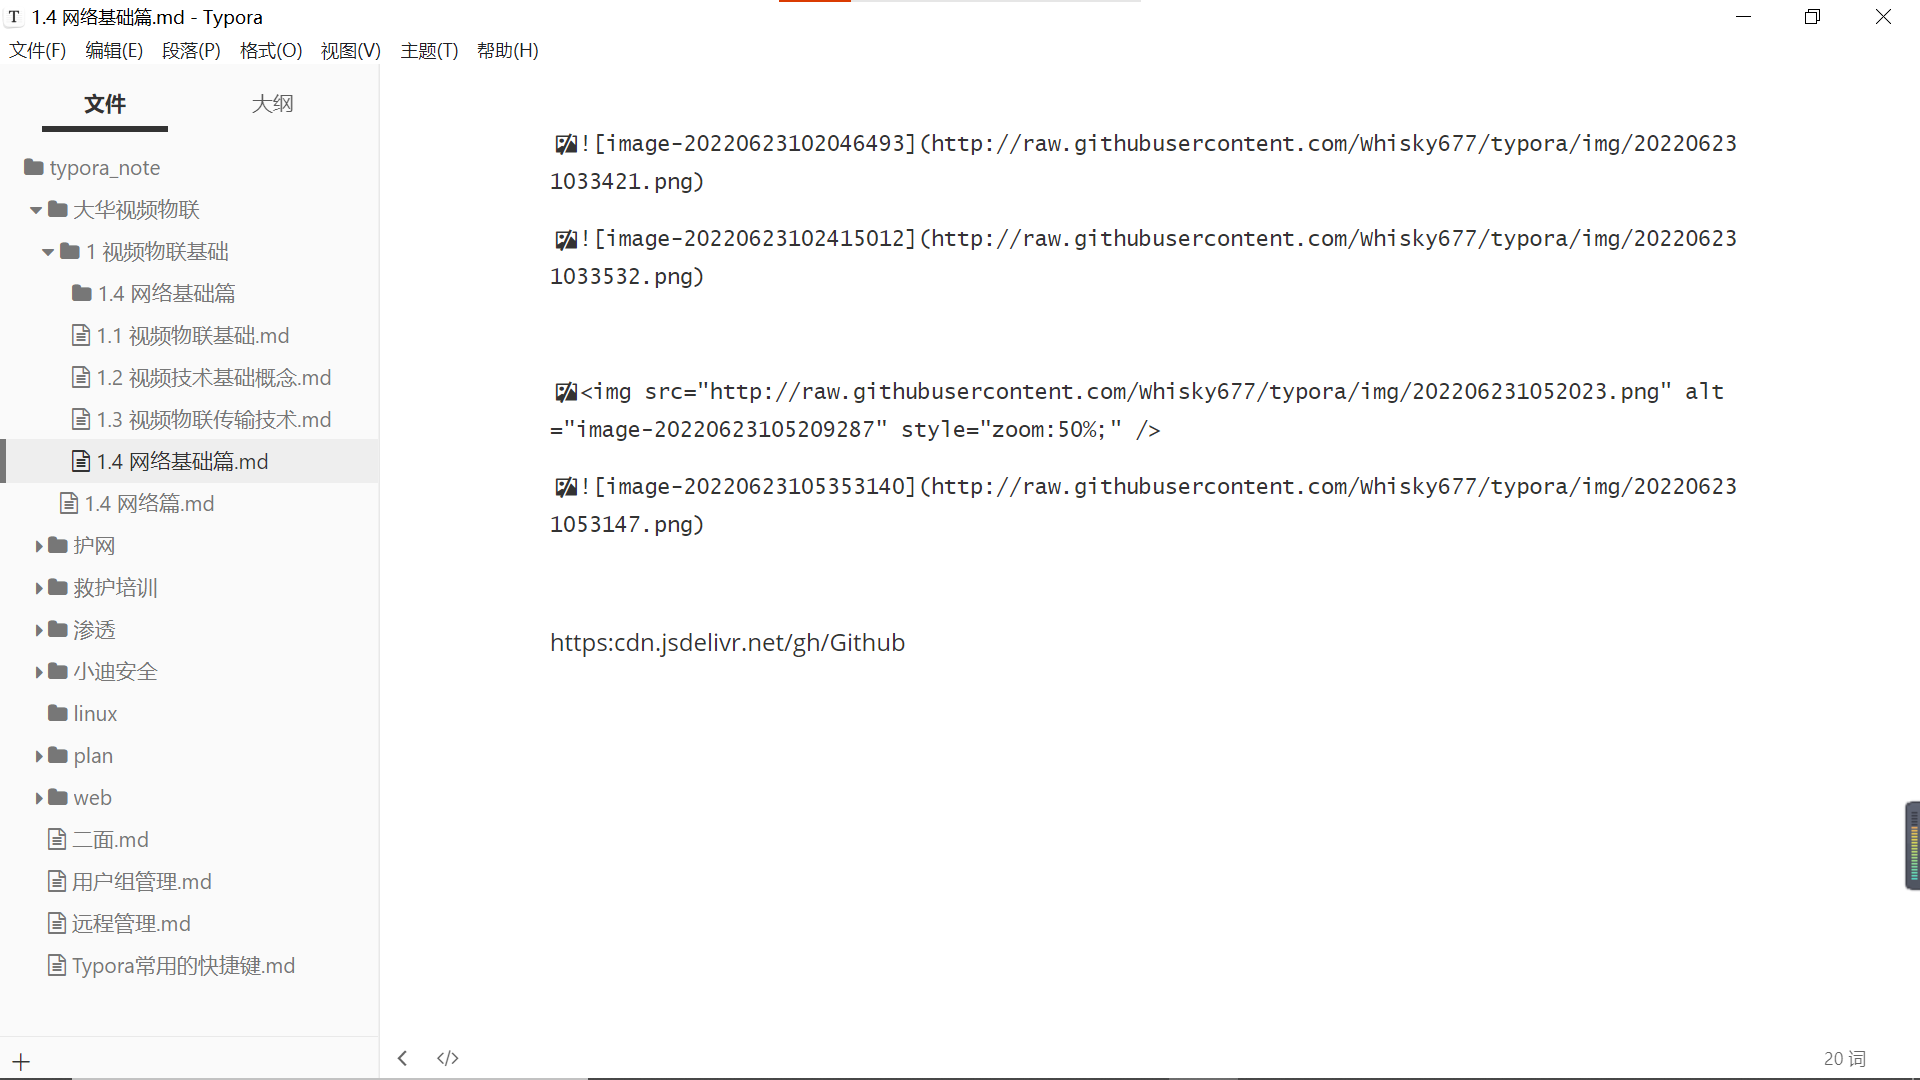 1.4 网络基础篇.md - Typora
文件(F) 编辑(E) 段落(P) 格式(O) 视图(V) 主题(T) 帮助(H)
文件 大纲
typora_note
大华视频物联
1 视频物联基础
1.4 网络基础篇
1.1 视频物联基础.md
1.2 视频技术基础概念.md
1.3 视频物联传输技术.md
1.4 网络基础篇.md
1.4 网络篇.md
护网
救护培训
渗透
小迪安全
linux
plan
web
二面.md
用户组管理.md
远程管理.md
Typora常用的快捷键.md
![image-20220623102046493](http://raw.githubusercontent.com/Whisky677/typora/img/20220623
1033421.png)
![image-20220623102415012](http://raw.githubusercontent.com/Whisky677/typora/img/20220623
1033532.png)
<img src="http://raw.githubusercontent.com/Whisky677/typora/img/202206231052023.png" alt
="image-20220623105209287" style="zoom:50%;" />
![image-20220623105353140](http://raw.githubusercontent.com/Whisky677/typora/img/20220623
1053147.png)
https:cdn.jsdelivr.net/gh/Github
20 词